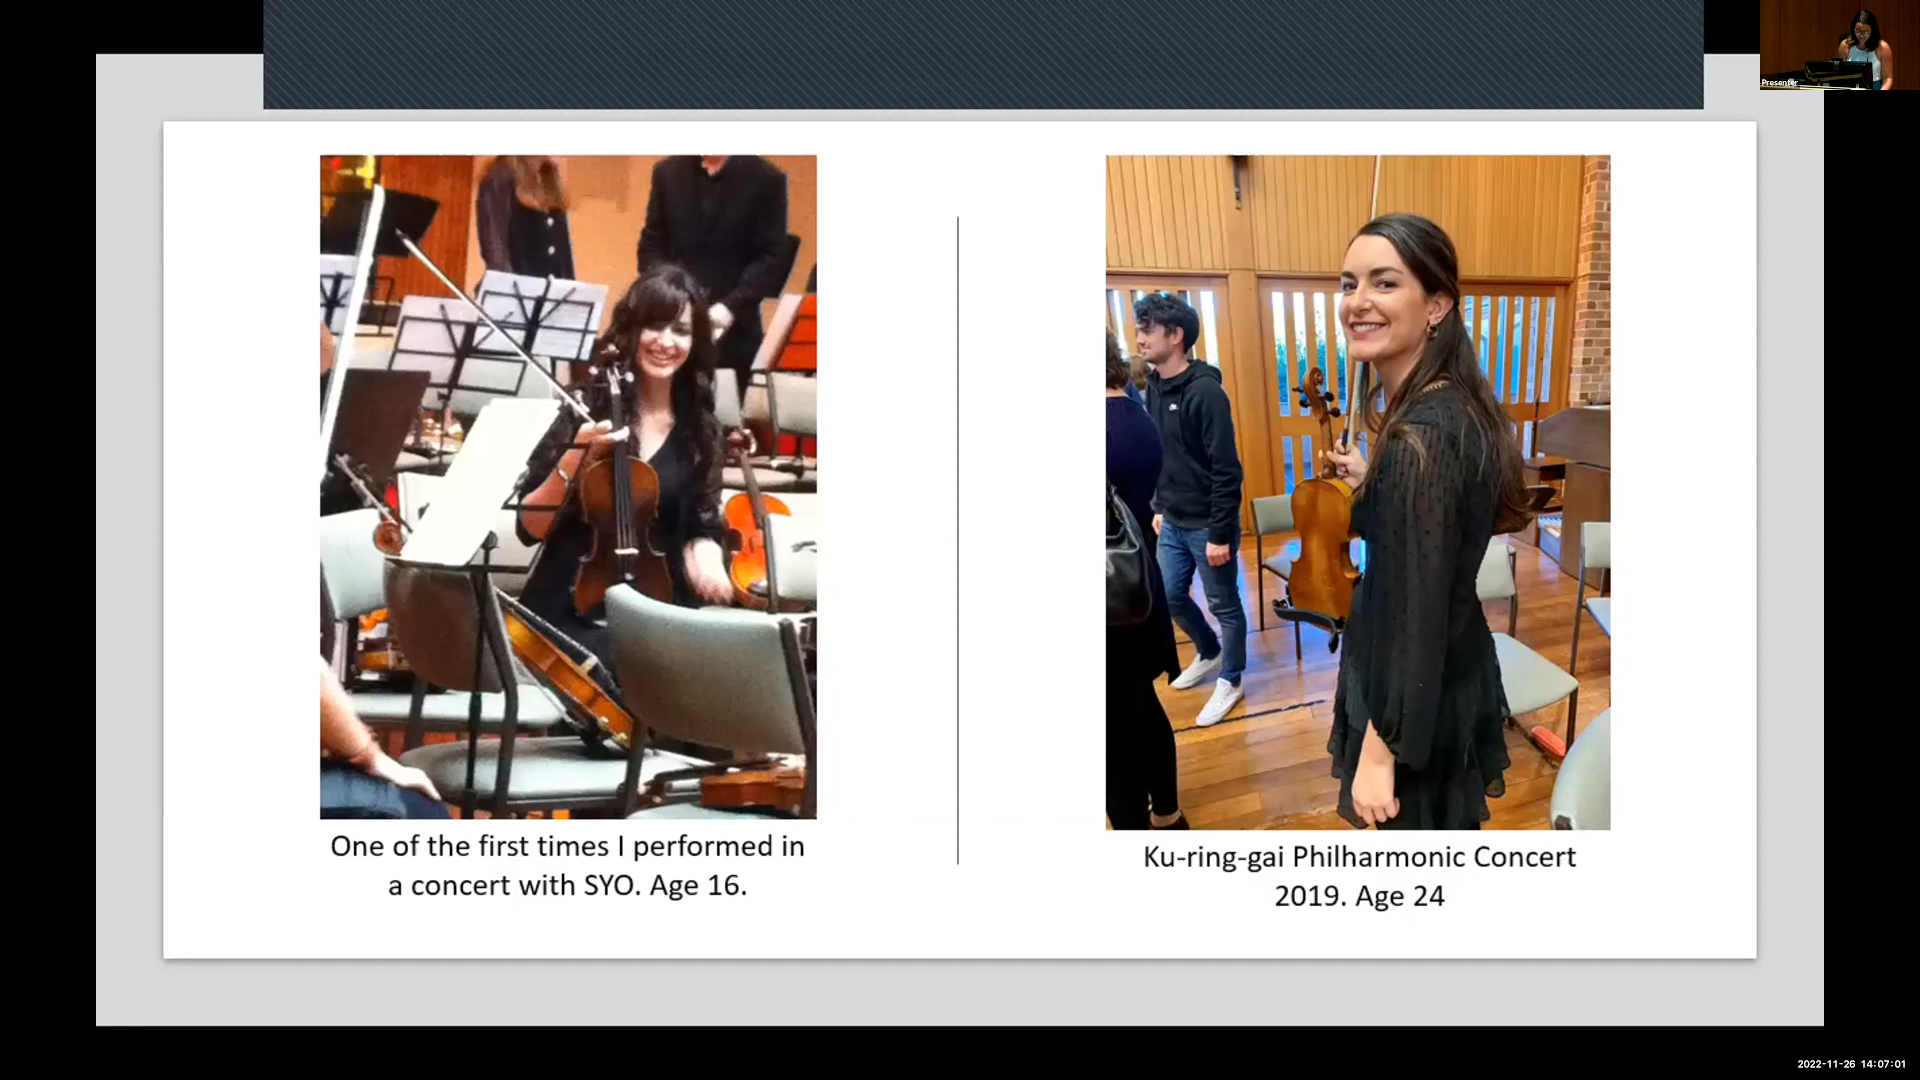 Presenter
One of the first times I performed in
a concert with SYO. Age 16.
Ku-ring-gai Philharmonic Concert
2019. Age 24
2022-11-26 14:07:01